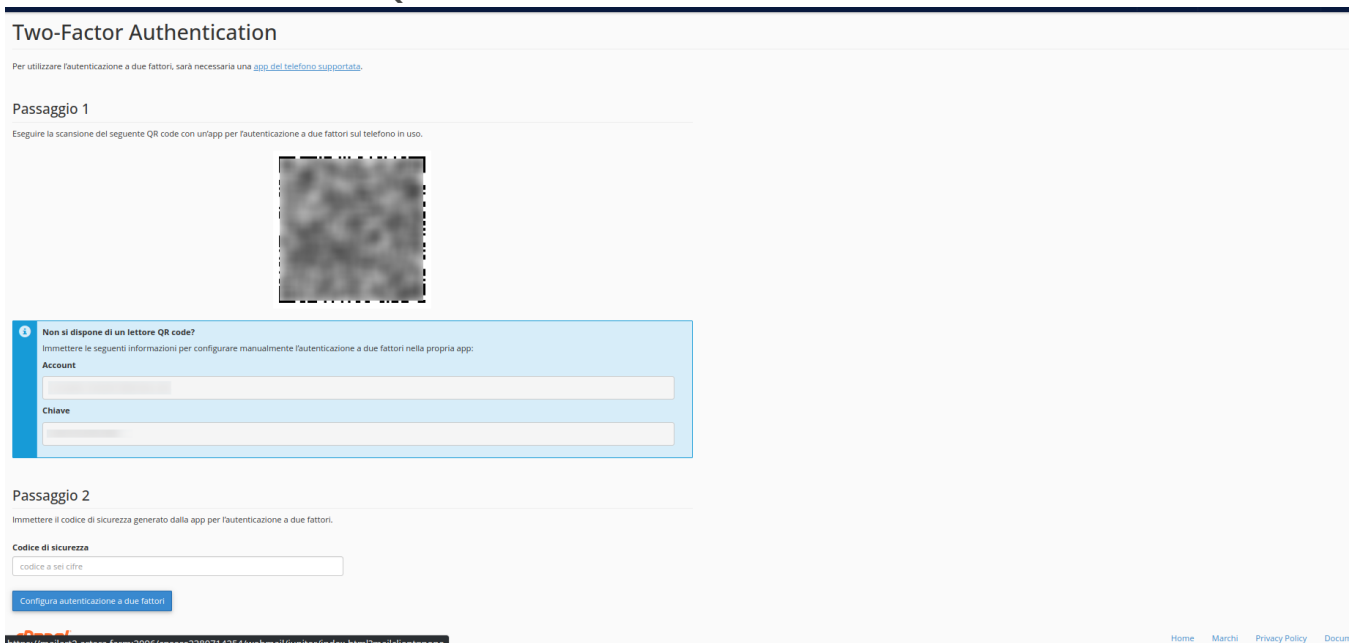 Two-Factor Authentication
Per utilizzare l'autenticazione a due fattori, sarà necessaria una app del telefono supportata.
Passaggio 1
Eseguire la scansione del seguente QR code con un'app per l'autenticazione a due fattori sul telefono in uso.
Non si dispone di un lettore QR code?
Immettere le seguenti informazioni per configurare manualmente l'autenticazione a due fattori nella propria app:
Account
Chiave
Passaggio 2
Immettere il codice di sicurezza generato dalla app per l'autenticazione a due fattori.
Codice di sicurezza
codice a sei cifre
Configura autenticazione a due fattori
Home Marchi Privacy Policy Docum